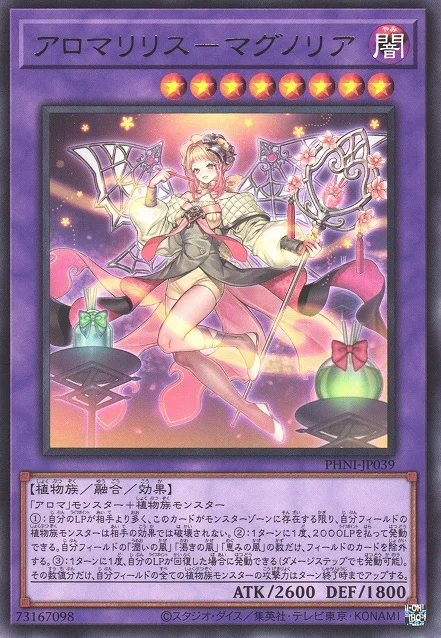 アロマリリス－マグノリア
闇
PHNI-JP039
【植物族／融合／効果】
「アロマ」モンスター＋植物族モンスター
①：自分のLPが相手より多く、このカードがモンスターゾーンに存在する限り、自分フィールドの
植物族モンスターは相手の効果では破壊されない。②：1ターンに1度、2000LPを払って発動
できる。自分フィールドの「潤いの風」「渇きの風」「恵みの風」の数だけ、フィールドのカードを除外
する。③：1ターンに1度、自分のLPが回復した場合に発動できる（ダメージステップでも発動可能）。
その数値分だけ、自分フィールドの全ての植物族モンスターの攻撃力はターン終了時までアップする。
ATK/2600 DEF/1800
73167098
©スタジオ・ダイス／集英社・テレビ東京・KONAMI